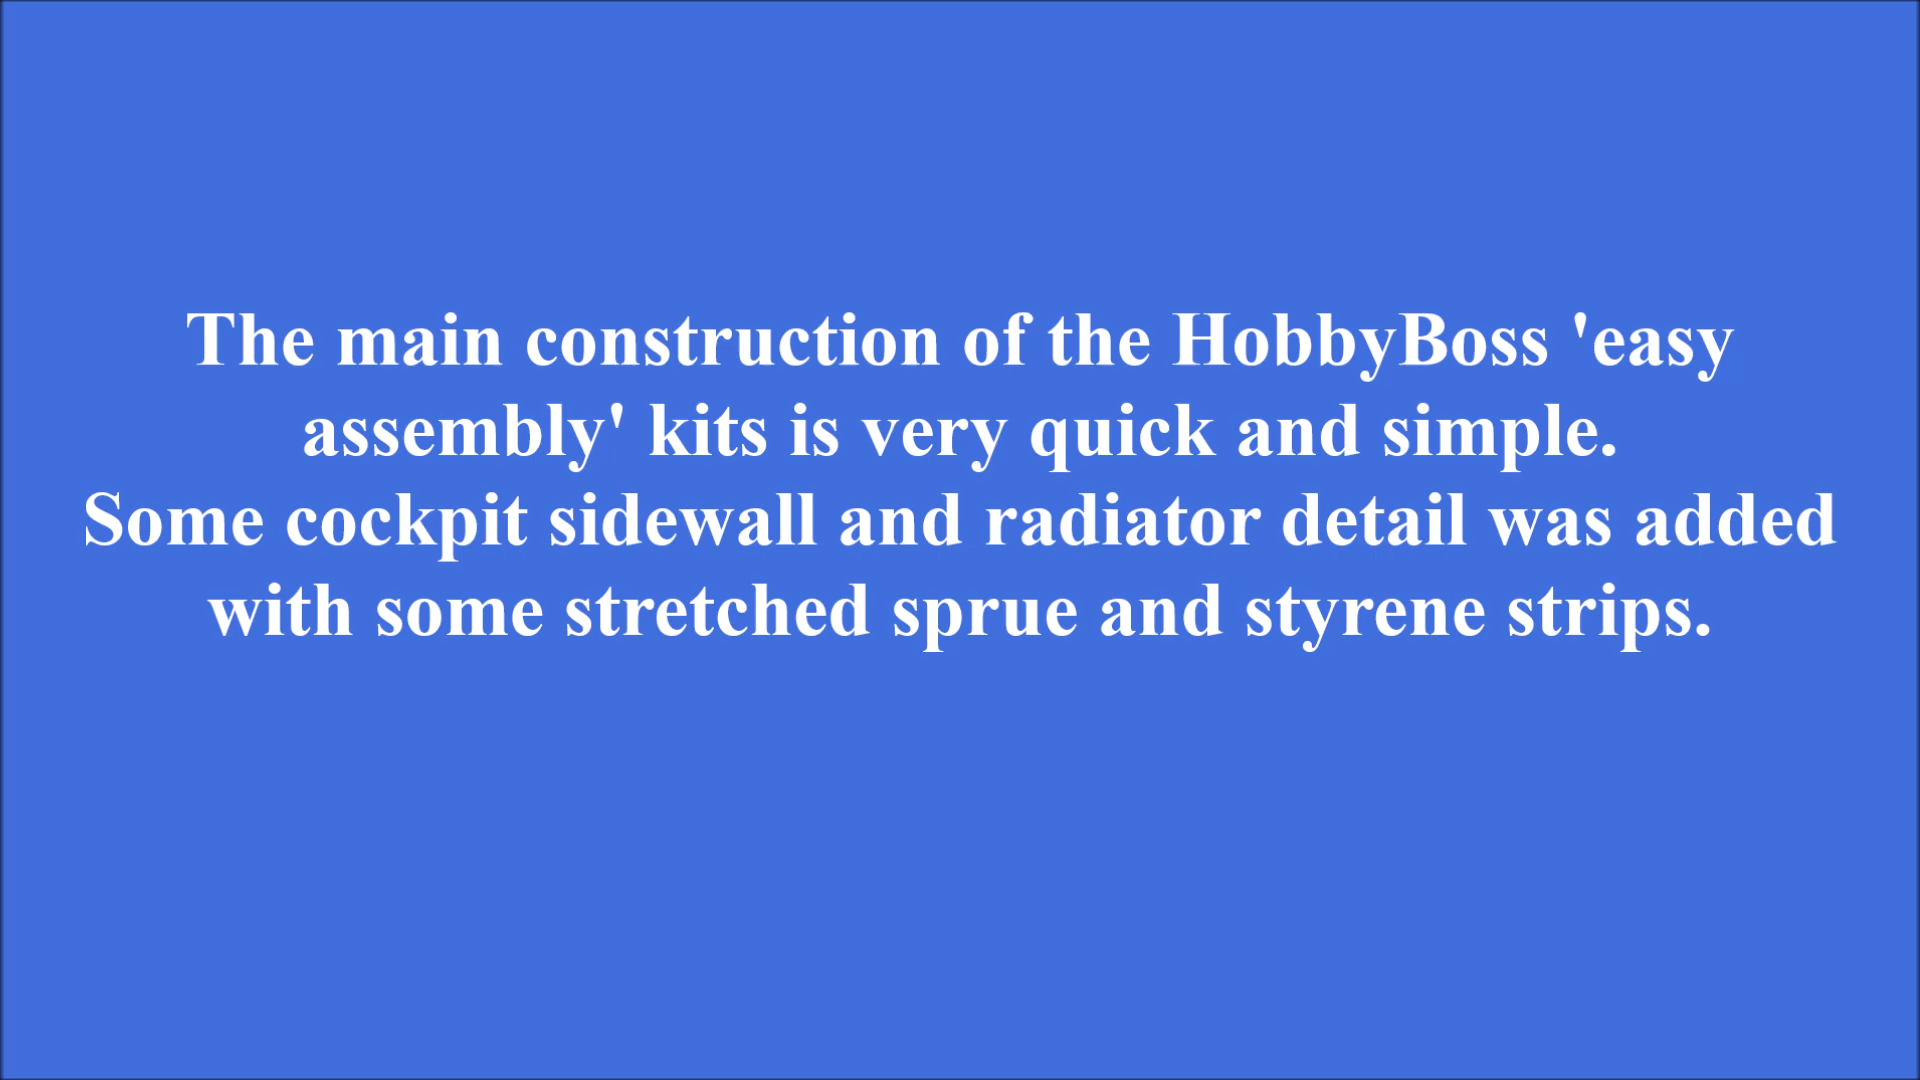 The main construction of the HobbyBoss 'easy
assembly' kits is very quick and simple.
Some cockpit sidewall and radiator detail was added
with some stretched sprue and styrene strips.